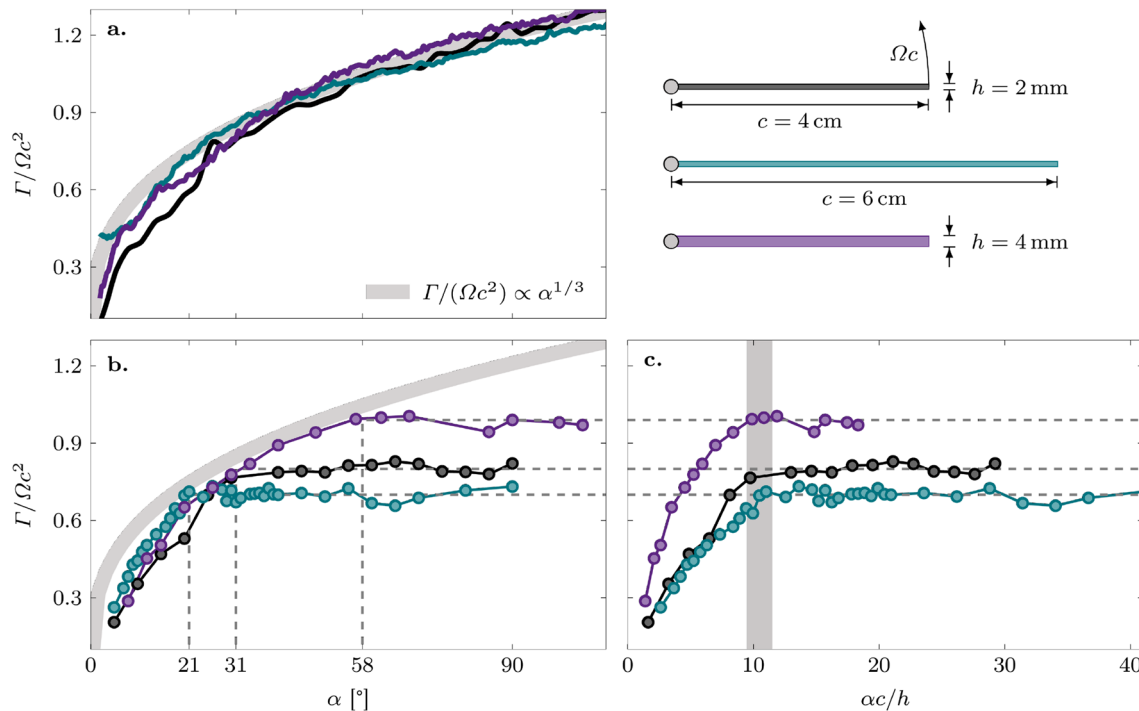 a.
1.2
0.9
0.6
0.3
Γ/Ωc²
Γ/(Ωc²) ∝ α^{1/3}
Ωc
h = 2 mm
c = 4 cm
c = 6 cm
h = 4 mm
b.
1.2
0.9
0.6
0.3
Γ/Ωc²
0 21 31 58 90
α [°]
c.
0 10 20 30 40
αc/h